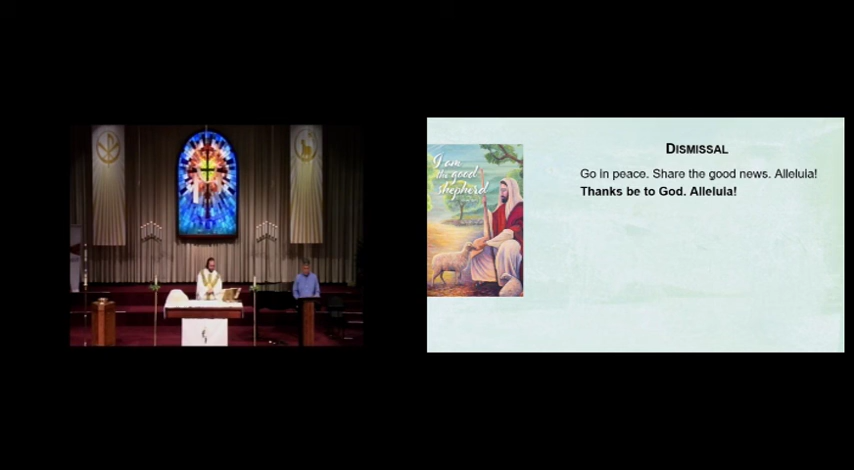 I am
the good
shepherd
DISMISSAL
Go in peace. Share the good news. Alleluia!
Thanks be to God. Alleluia!